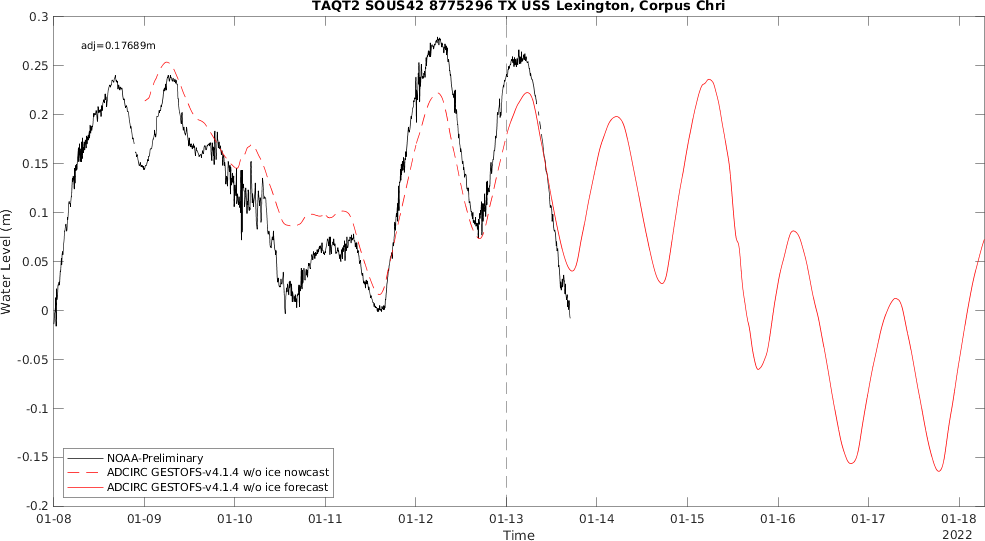 TAQT2 SOUS42 8775296 TX USS Lexington, Corpus Chri
adj=0.17689m
0.3
0.25
0.2
0.15
0.1
0.05
0
-0.05
-0.1
-0.15
-0.2
Water Level (m)
NOAA-Preliminary
ADCIRC GESTOFS-v4.1.4 w/o ice nowcast
ADCIRC GESTOFS-v4.1.4 w/o ice forecast
01-08 01-09 01-10 01-11 01-12 01-13 01-14 01-15 01-16 01-17 01-18
Time
2022